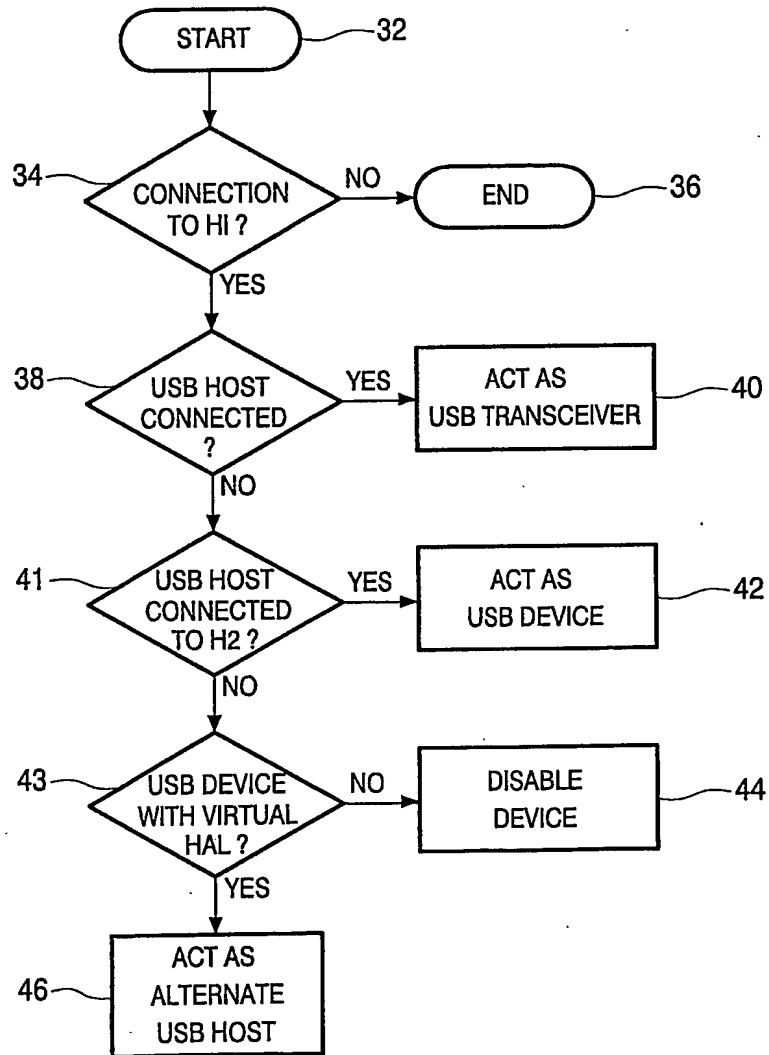 START
32
34
CONNECTION
TO HI ?
NO
END
36
YES
38
USB HOST
CONNECTED
?
YES
ACT AS
USB TRANSCEIVER
40
NO
41
USB HOST
CONNECTED
TO H2 ?
YES
ACT AS
USB DEVICE
42
NO
43
USB DEVICE
WITH VIRTUAL
HAL ?
NO
DISABLE
DEVICE
44
YES
46
ACT AS
ALTERNATE
USB HOST